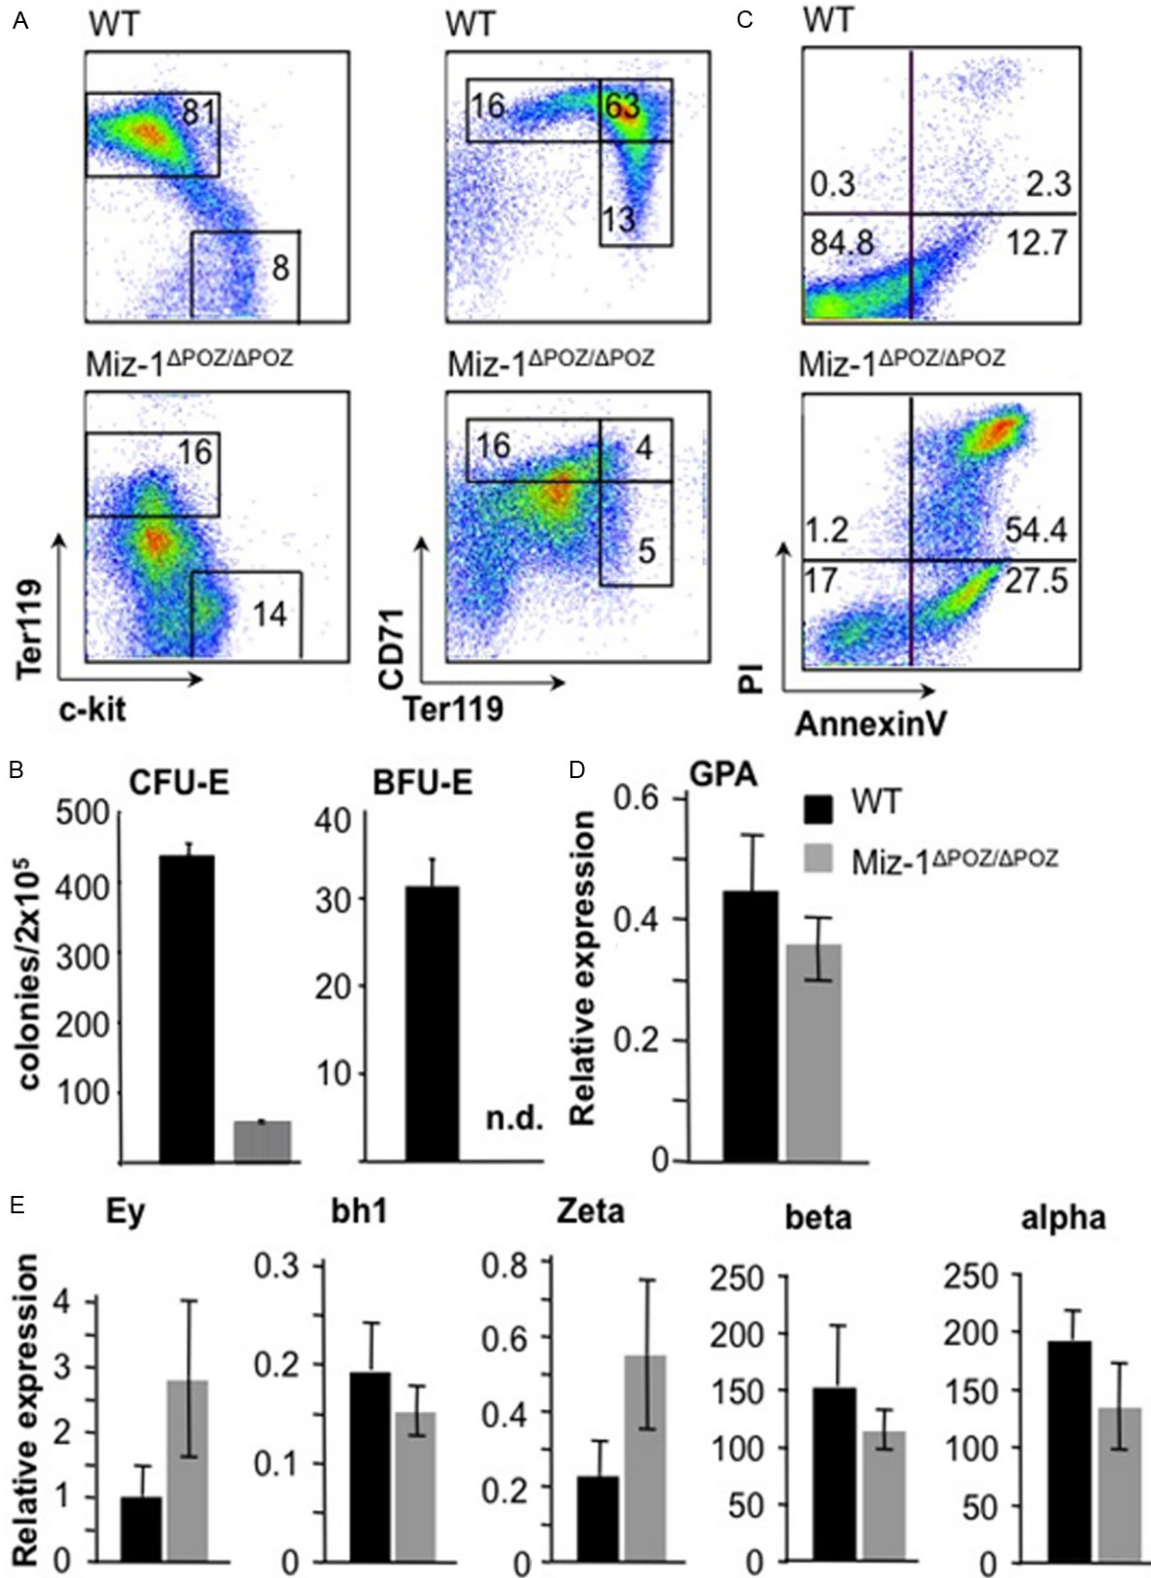 A
WT
WT
C
WT
81
16
63
13
8
0.3
2.3
84.8
12.7
Miz-1ΔPOZ/ΔPOZ
Miz-1ΔPOZ/ΔPOZ
Miz-1ΔPOZ/ΔPOZ
16
14
16
4
5
1.2
54.4
17
27.5
Ter119
c-kit
CD71
Ter119
PI
AnnexinV
B
CFU-E
BFU-E
colonies/2x10⁵
500
400
300
200
100
40
30
20
10
n.d.
D
GPA
WT
Miz-1ΔPOZ/ΔPOZ
Relative expression
0.6
0.4
0.2
0
E
Ey
bh1
Zeta
beta
alpha
Relative expression
4
3
2
1
0
0.3
0.2
0.1
0
0.8
0.6
0.4
0.2
0
250
200
150
100
50
0
250
200
150
100
50
0